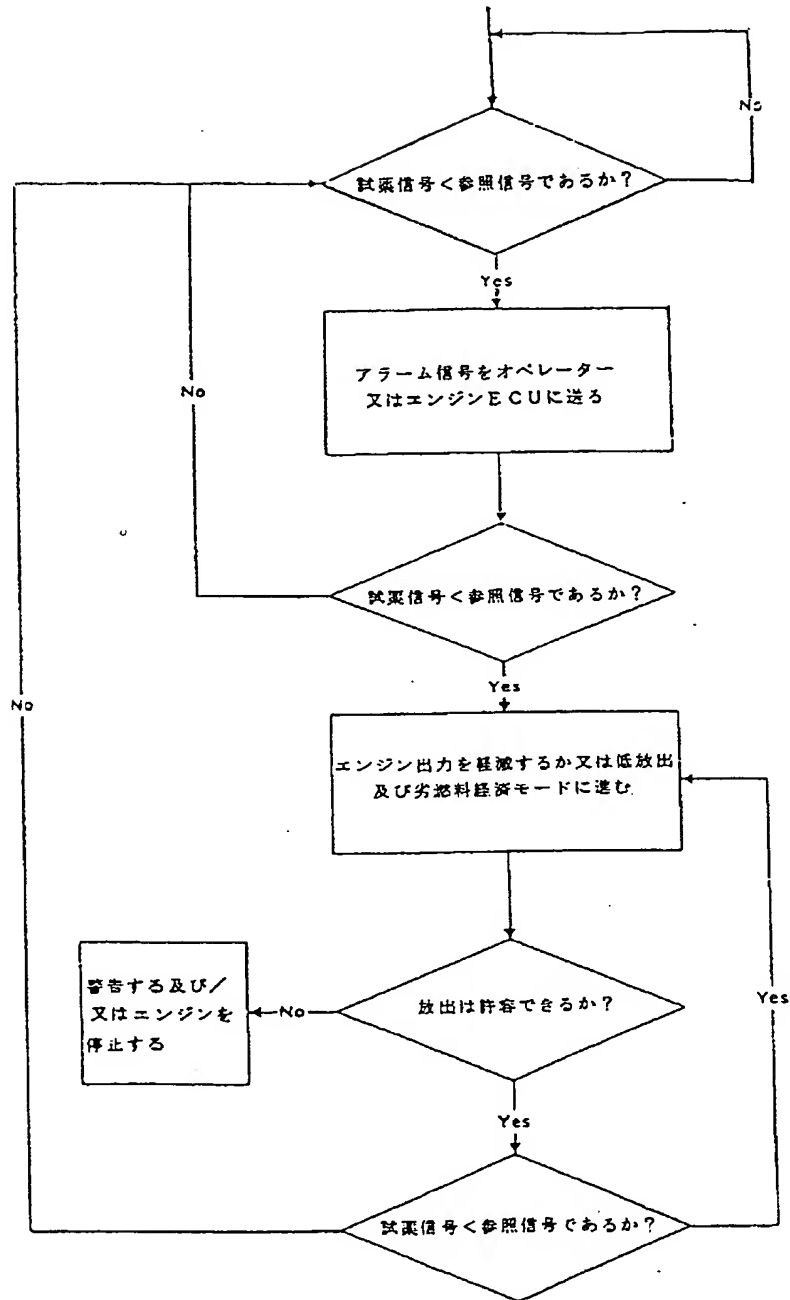 No
試薬信号<参照信号であるか?
Yes
アラーム信号をオペレーター
又はエンジンECUに送る
No
試薬信号<参照信号であるか?
Yes
No
エンジン出力を軽減するか又は低放出
及び劣燃料経済モードに進む
警告する及び/
又はエンジンを
停止する
No
放出は許容できるか?
Yes
Yes
試薬信号<参照信号であるか?